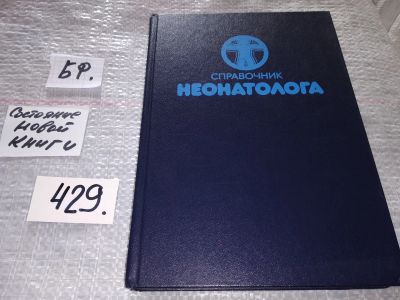 БФ.
Состояние
новой
книги
429.
СПРАВОЧНИК
НЕОНАТОЛОГА